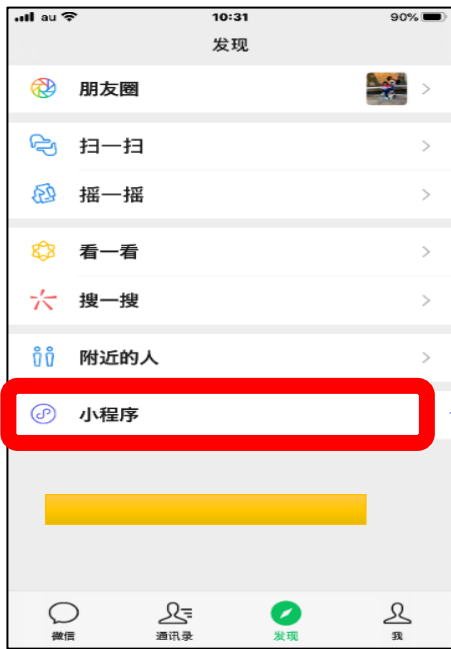 au 10:31 90%
发现
朋友圈
扫一扫
摇一摇
看一看
搜一搜
附近的人
小程序
微信 通讯录 发现 我